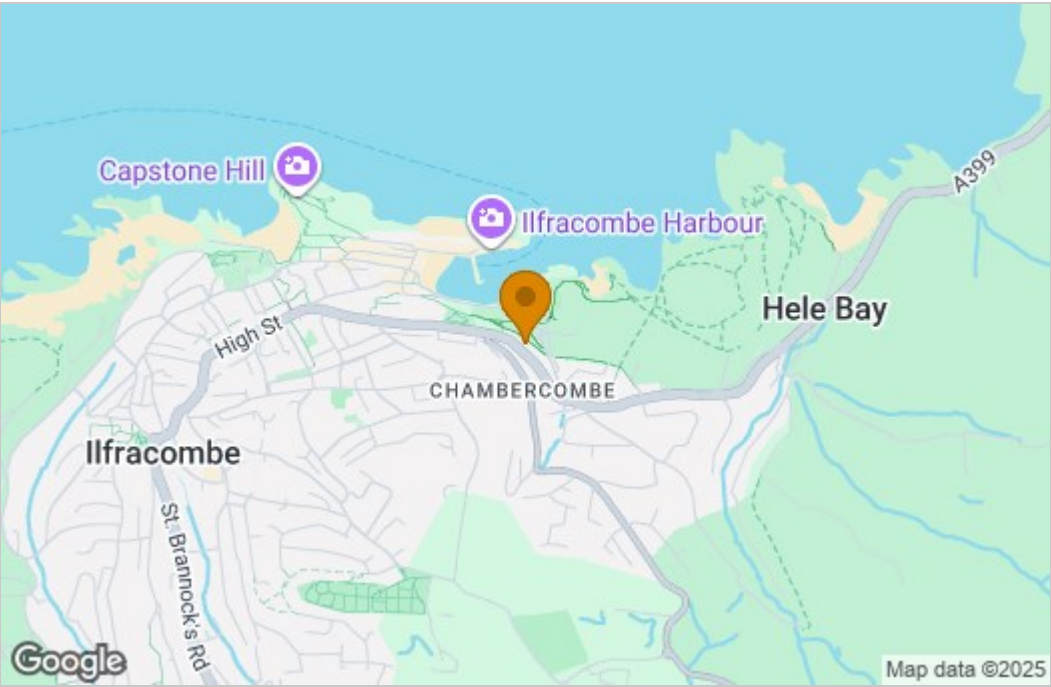 Capstone Hill
Ilfracombe Harbour
A399
Hele Bay
High St
CHAMBERCOMBE
Ilfracombe
St. Brannock's Rd
Google
Map data ©2025